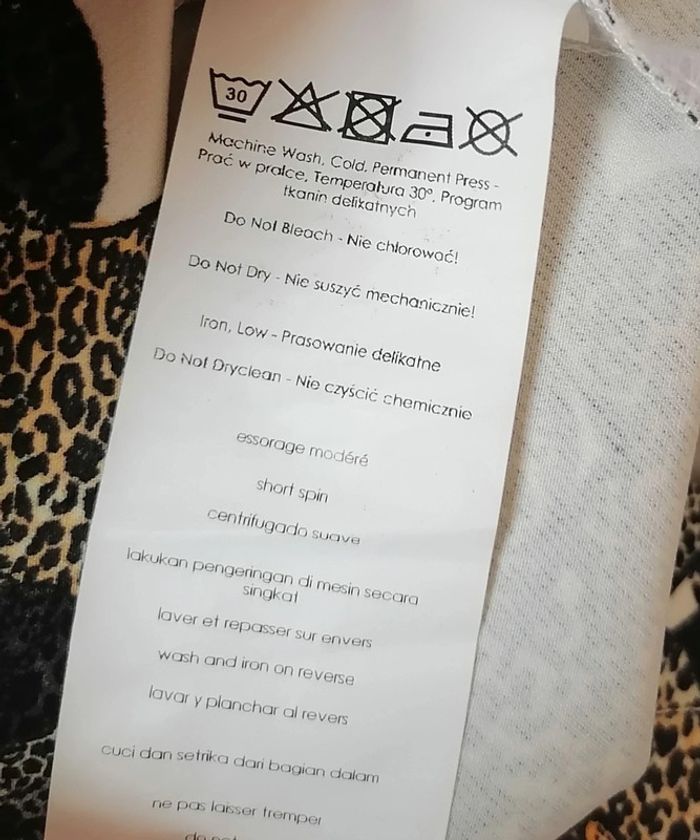 30
Machine Wash, Cold, Permanent Press -
Prać w pralce, Temperatura 30°, Program
tkanin delikatnych
Do Not Bleach - Nie chlorować!
Do Not Dry - Nie suszyć mechanicznie!
Iron, Low - Prasowanie delikatne
Do Not Dryclean - Nie czyścić chemicznie
essorage modéré
short spin
centrifugado suave
lakukan pengeringan di mesin secara
singkat
laver et repasser sur envers
wash and iron on reverse
lavar y planchar al revers
cuci dan setrika dari bagian dalam
ne pas laisser tremper